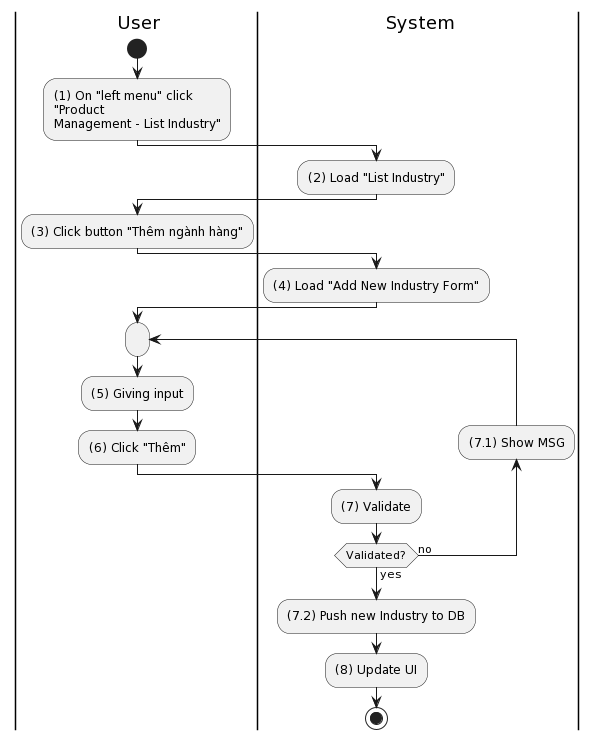 User
System
(1) On "left menu" click
"Product
Management - List Industry"
(2) Load "List Industry"
(3) Click button "Thêm ngành hàng"
(4) Load "Add New Industry Form"
(5) Giving input
(6) Click "Thêm"
(7.1) Show MSG
(7) Validate
Validated?
no
yes
(7.2) Push new Industry to DB
(8) Update UI